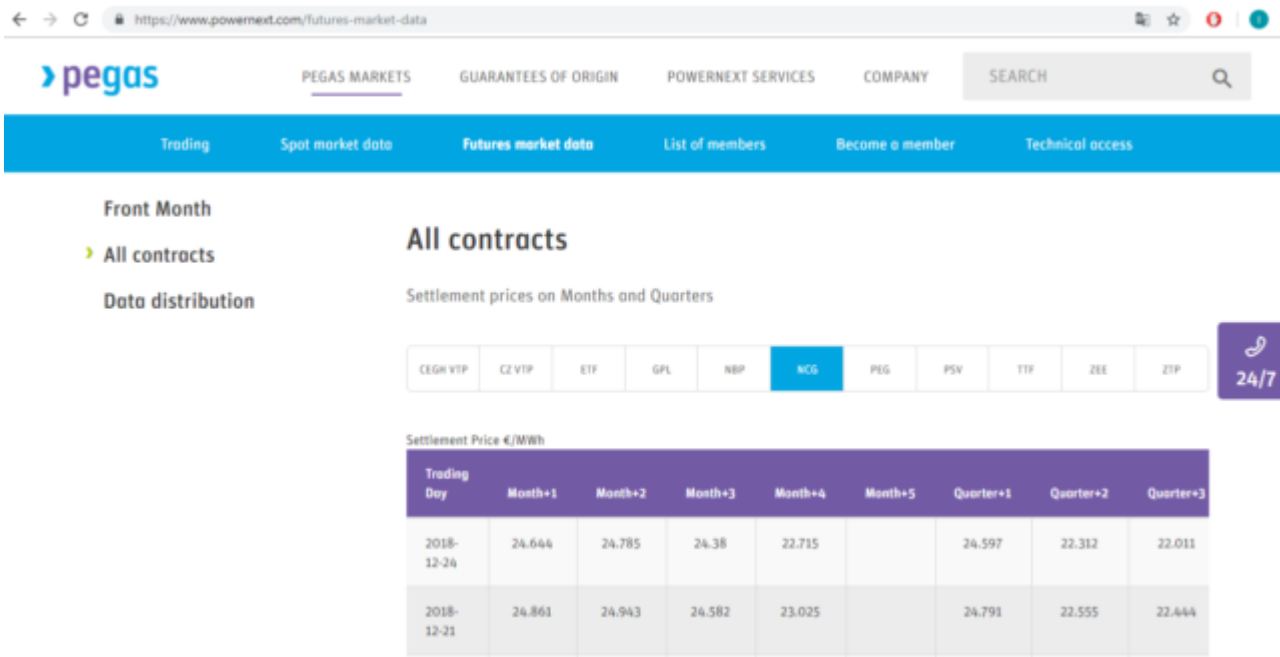 https://www.powernext.com/futures-market-data
pegas
PEGAS MARKETS GUARANTEES OF ORIGIN POWERNEXT SERVICES COMPANY SEARCH
Trading Spot market data Futures market data List of members Become a member Technical access
Front Month
All contracts
Data distribution
All contracts
Settlement prices on Months and Quarters
CEGH VTP CZ VTP ETF GPL NBP NCG PEG PSV TTF ZEE ZTP
24/7
Settlement Price €/MWh
Trading
Day Month+1 Month+2 Month+3 Month+4 Month+5 Quarter+1 Quarter+2 Quarter+3
2018- 24.644 24.785 24.38 22.715 24.597 22.312 22.011
12-24
2018- 24.861 24.943 24.582 23.025 24.791 22.555 22.444
12-21